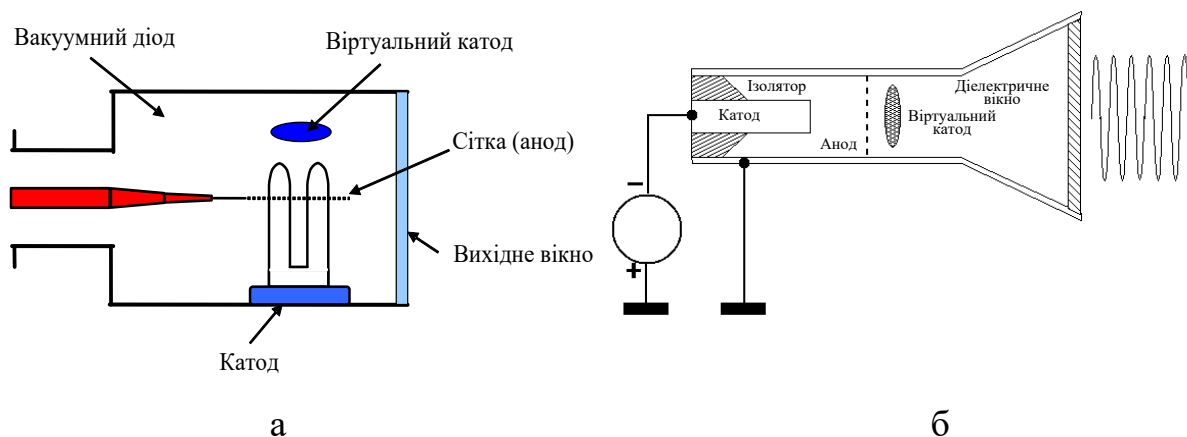 Вакуумний діод
Віртуальний катод
Сітка (анод)
Вихідне вікно
Катод
а
Ізолятор
Катод
Анод
Діелектричне
вікно
Віртуальний
катод
−
+
б